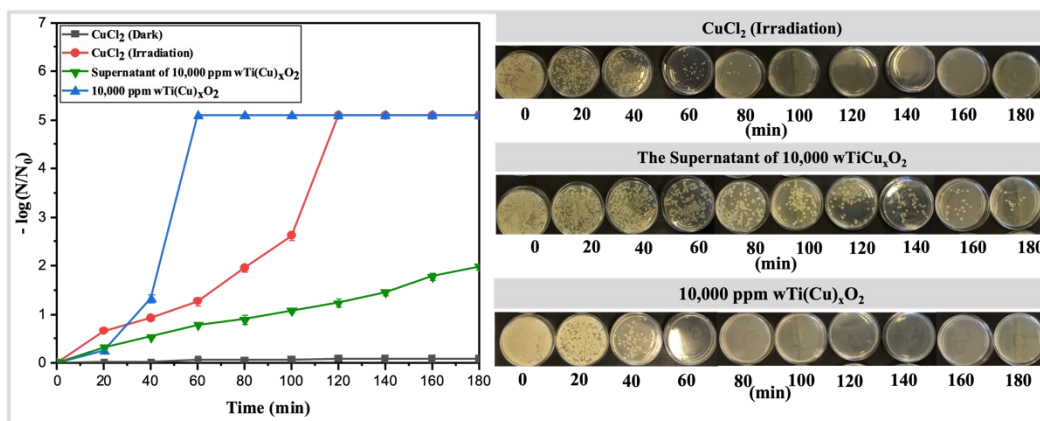 -7
6
5
4
3
2
1
0
- log (N/N₀)
CuCl₂ (Dark)
CuCl₂ (Irradiation)
Supernatant of 10,000 ppm wTi(Cu)ₓO₂
10,000 ppm wTi(Cu)ₓO₂
0 20 40 60 80 100 120 140 160 180
Time (min)
CuCl₂ (Irradiation)
0 20 40 60 80 100 120 140 160 180
(min)
The Supernatant of 10,000 wTiCuₓO₂
0 20 40 60 80 100 120 140 160 180
(min)
10,000 ppm wTi(Cu)ₓO₂
0 20 40 60 80 100 120 140 160 180
(min)